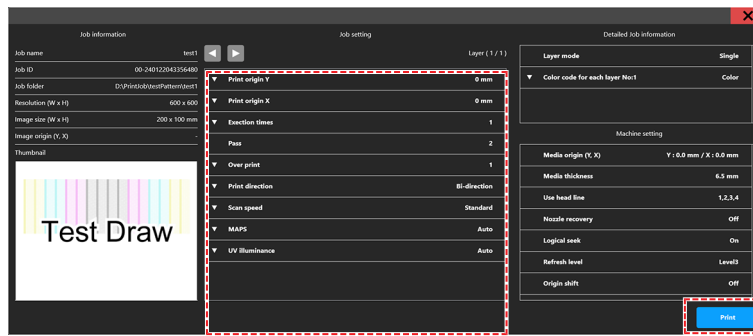 Job information
Job name test1
Job ID 00-240122043356480
Job folder D:\PrintJob\testPattern\test1
Resolution (W x H) 600 x 600
Image size (W x H) 200 x 100 mm
Image origin (Y, X) -
Thumbnail
Test Draw
Job setting
Layer ( 1 / 1 )
Print origin Y 0 mm
Print origin X 0 mm
Exection times 1
Pass 2
Over print 1
Print direction Bi-direction
Scan speed Standard
MAPS Auto
UV illuminance Auto
Detailed Job information
Layer mode Single
Color code for each layer No:1 Color
Machine setting
Media origin (Y, X) Y : 0.0 mm / X : 0.0 mm
Media thickness 6.5 mm
Use head line 1,2,3,4
Nozzle recovery Off
Logical seek On
Refresh level Level3
Origin shift Off
Print